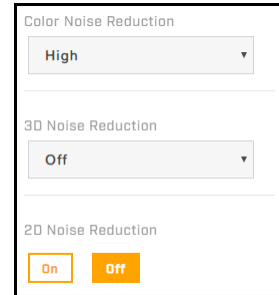 Color Noise Reduction
High
3D Noise Reduction
Off
2D Noise Reduction
On Off